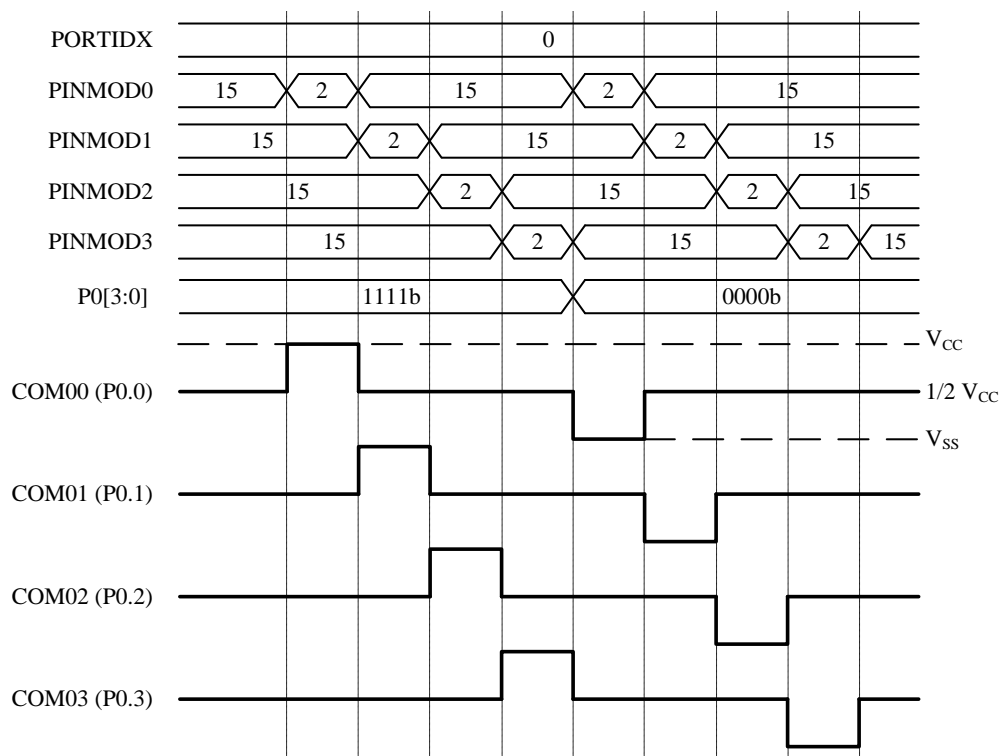 PORTIDX 0
PINMOD0 15 2 15 2 15
PINMOD1 15 2 15 2 15
PINMOD2 15 2 15 2 15
PINMOD3 15 2 15 2 15
P0[3:0] 1111b 0000b
VCC
COM00 (P0.0) 1/2 VCC
VSS
COM01 (P0.1)
COM02 (P0.2)
COM03 (P0.3)